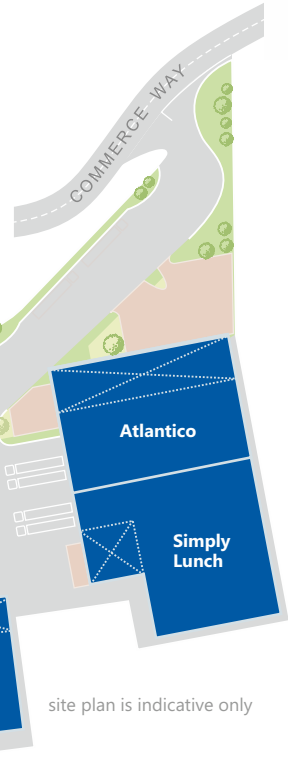 COMMERCE WAY
Atlantico
Simply
Lunch
site plan is indicative only